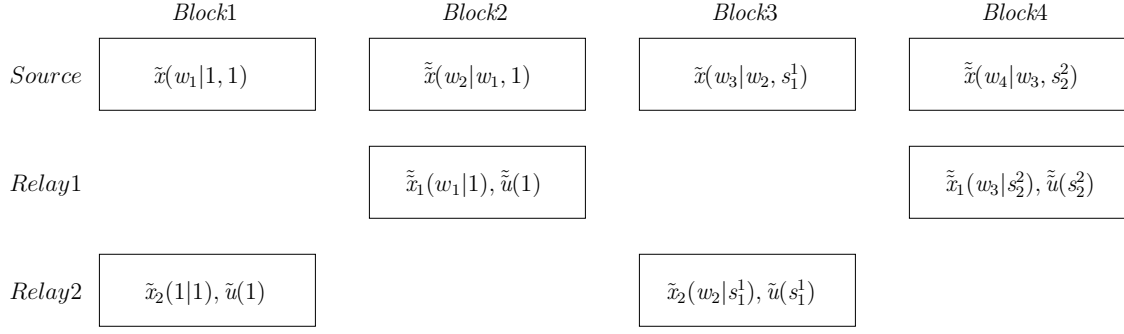 Block1 Block2 Block3 Block4
Source x̃(w₁|1, 1) x̃̃(w₂|w₁, 1) x̃(w₃|w₂, s₁¹) x̃̃(w₄|w₃, s₂²)
Relay1 x̃̃₁(w₁|1), ũ̃(1) x̃̃₁(w₃|s₂²), ũ̃(s₂²)
Relay2 x̃₂(1|1), ũ(1) x̃₂(w₂|s₁¹), ũ(s₁¹)